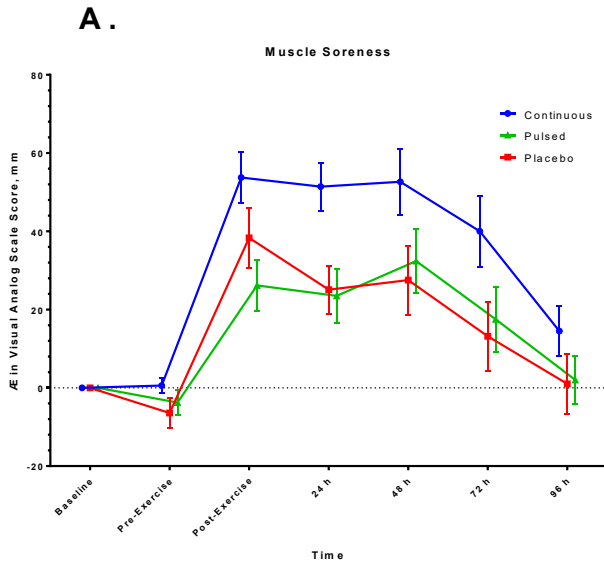 A.
Muscle Soreness
Continuous
Pulsed
Placebo
Æ in Visual Analog Scale Score, mm
80
60
40
20
0
-20
Baseline
Pre-Exercise
Post-Exercise
24 h
48 h
72 h
96 h
Time